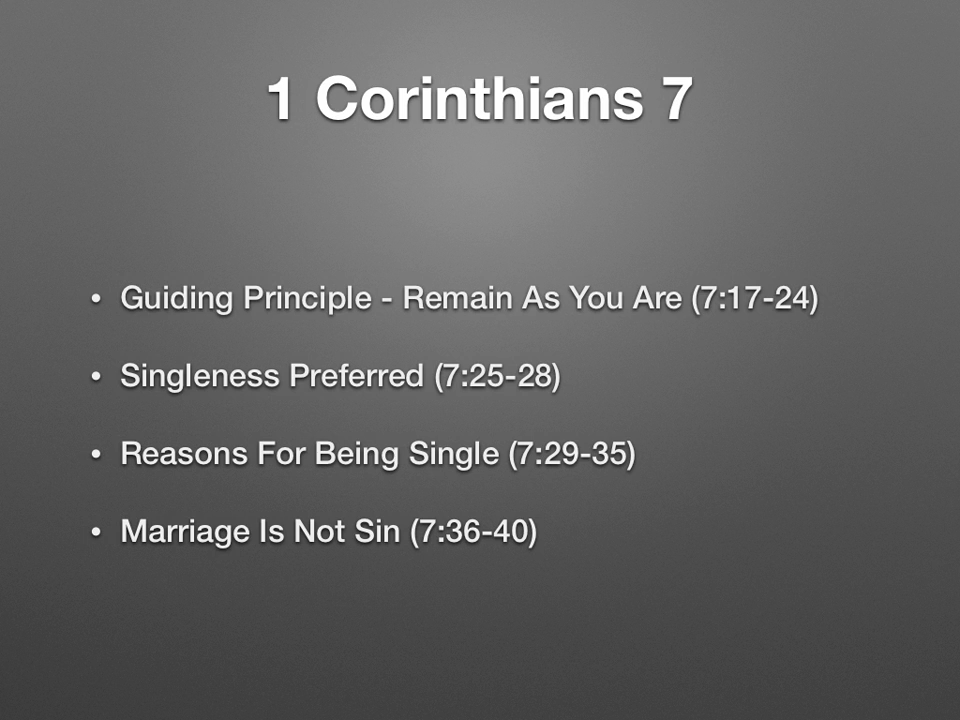 1 Corinthians 7
• Guiding Principle - Remain As You Are (7:17-24)
• Singleness Preferred (7:25-28)
• Reasons For Being Single (7:29-35)
• Marriage Is Not Sin (7:36-40)